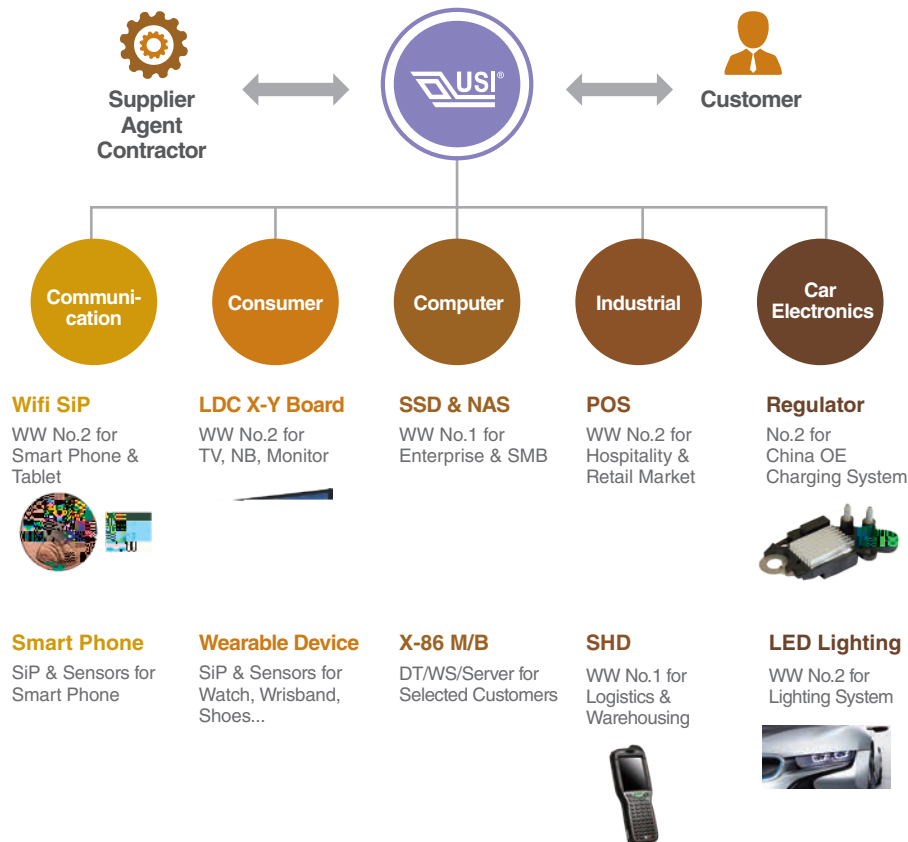 USI®
Supplier
Agent
Contractor
Customer
Communi-
cation
Consumer
Computer
Industrial
Car
Electronics
Wifi SiP
WW No.2 for
Smart Phone &
Tablet
LDC X-Y Board
WW No.2 for
TV, NB, Monitor
SSD & NAS
WW No.1 for
Enterprise & SMB
POS
WW No.2 for
Hospitality &
Retail Market
Regulator
No.2 for
China OE
Charging System
Smart Phone
SiP & Sensors for
Smart Phone
Wearable Device
SiP & Sensors for
Watch, Wrisband,
Shoes...
X-86 M/B
DT/WS/Server for
Selected Customers
SHD
WW No.1 for
Logistics &
Warehousing
LED Lighting
WW No.2 for
Lighting System